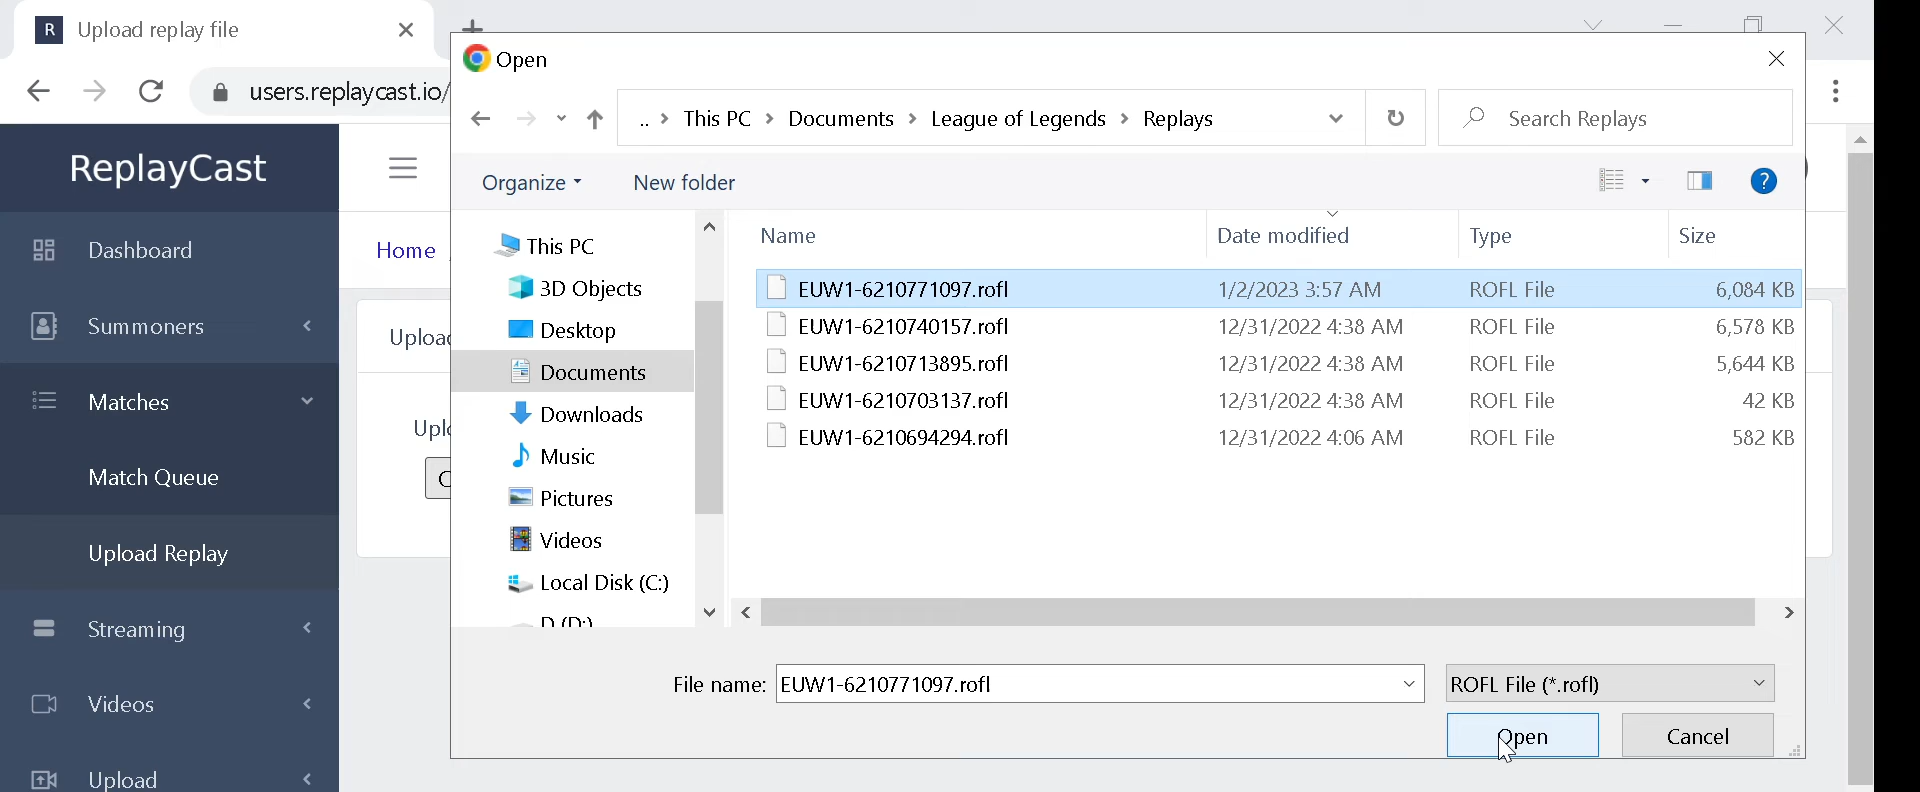 R Upload replay file
users.replaycast.io/
ReplayCast
Dashboard
Summoners
Matches
Match Queue
Upload Replay
Streaming
Videos
Upload
Home
Open
.. > This PC > Documents > League of Legends > Replays
Search Replays
Organize
New folder
?
This PC
3D Objects
Desktop
Documents
Downloads
Music
Pictures
Videos
Local Disk (C:)
D (D:)
Name Date modified Type Size
EUW1-6210771097.rofl 1/2/2023 3:57 AM ROFL File 6,084 KB
EUW1-6210740157.rofl 12/31/2022 4:38 AM ROFL File 6,578 KB
EUW1-6210713895.rofl 12/31/2022 4:38 AM ROFL File 5,644 KB
EUW1-6210703137.rofl 12/31/2022 4:38 AM ROFL File 42 KB
EUW1-6210694294.rofl 12/31/2022 4:06 AM ROFL File 582 KB
File name: EUW1-6210771097.rofl
ROFL File (*.rofl)
Open
Cancel